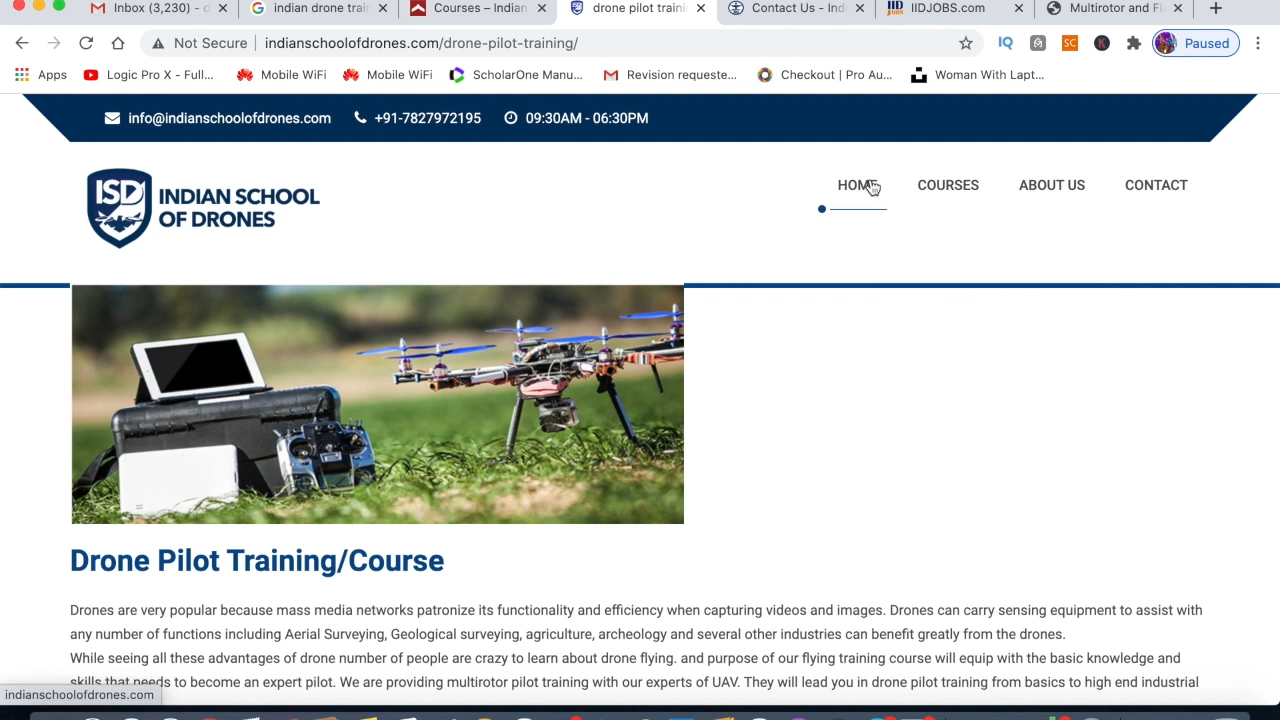 Inbox (3,230) - d
indian drone trai
Courses – Indian
drone pilot traini
Contact Us - Ind
IIDJOBS.com
Multirotor and Fi
Not Secure
indianschoolofdrones.com/drone-pilot-training/
IQ
SC
K
Paused
Apps
Logic Pro X - Full...
Mobile WiFi
Mobile WiFi
ScholarOne Manu...
Revision requeste...
Checkout | Pro Au...
Woman With Lapt...
info@indianschoolofdrones.com
+91-7827972195
09:30AM - 06:30PM
ISD
INDIAN SCHOOL
OF DRONES
HOME
COURSES
ABOUT US
CONTACT
Drone Pilot Training/Course
Drones are very popular because mass media networks patronize its functionality and efficiency when capturing videos and images. Drones can carry sensing equipment to assist with
any number of functions including Aerial Surveying, Geological surveying, agriculture, archeology and several other industries can benefit greatly from the drones.
While seeing all these advantages of drone number of people are crazy to learn about drone flying. and purpose of our flying training course will equip with the basic knowledge and
skills that needs to become an expert pilot. We are providing multirotor pilot training with our experts of UAV. They will lead you in drone pilot training from basics to high end industrial
indianschoolofdrones.com